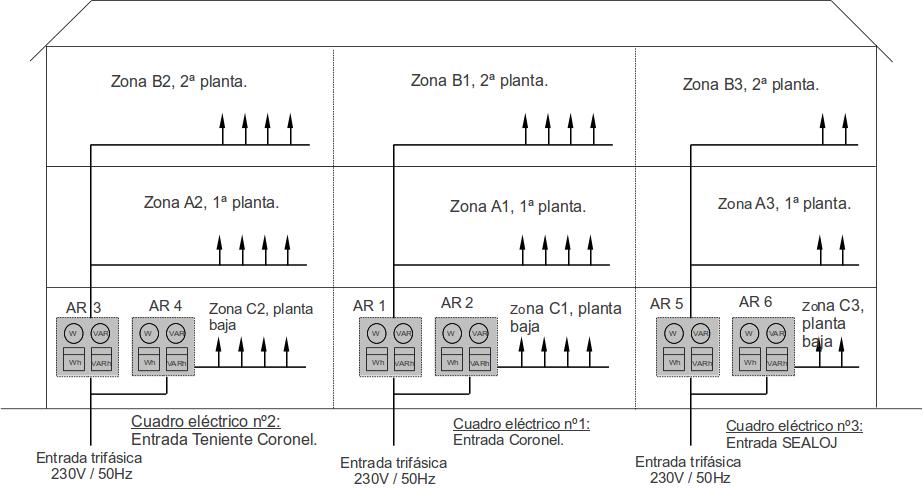 Zona B2, 2ª planta.
Zona B1, 2ª planta.
Zona B3, 2ª planta.
Zona A2, 1ª planta.
Zona A1, 1ª planta.
Zona A3, 1ª planta.
AR 3
AR 4
Zona C2, planta
baja
AR 1
AR 2
zona C1, planta
baja
AR 5
AR 6
zona C3,
planta
baja
W VAR
Wh VARh
W VAR
Wh VARh
W VAR
Wh VARh
W VAR
Wh VARh
W VAR
Wh VARh
W VAR
Wh VARh
Cuadro eléctrico nº2:
Entrada Teniente Coronel.
Cuadro eléctrico nº1:
Entrada Coronel.
Cuadro eléctrico nº3:
Entrada SEALOJ
Entrada trifásica
230V / 50Hz
Entrada trifásica
230V / 50Hz
Entrada trifásica
230V / 50Hz